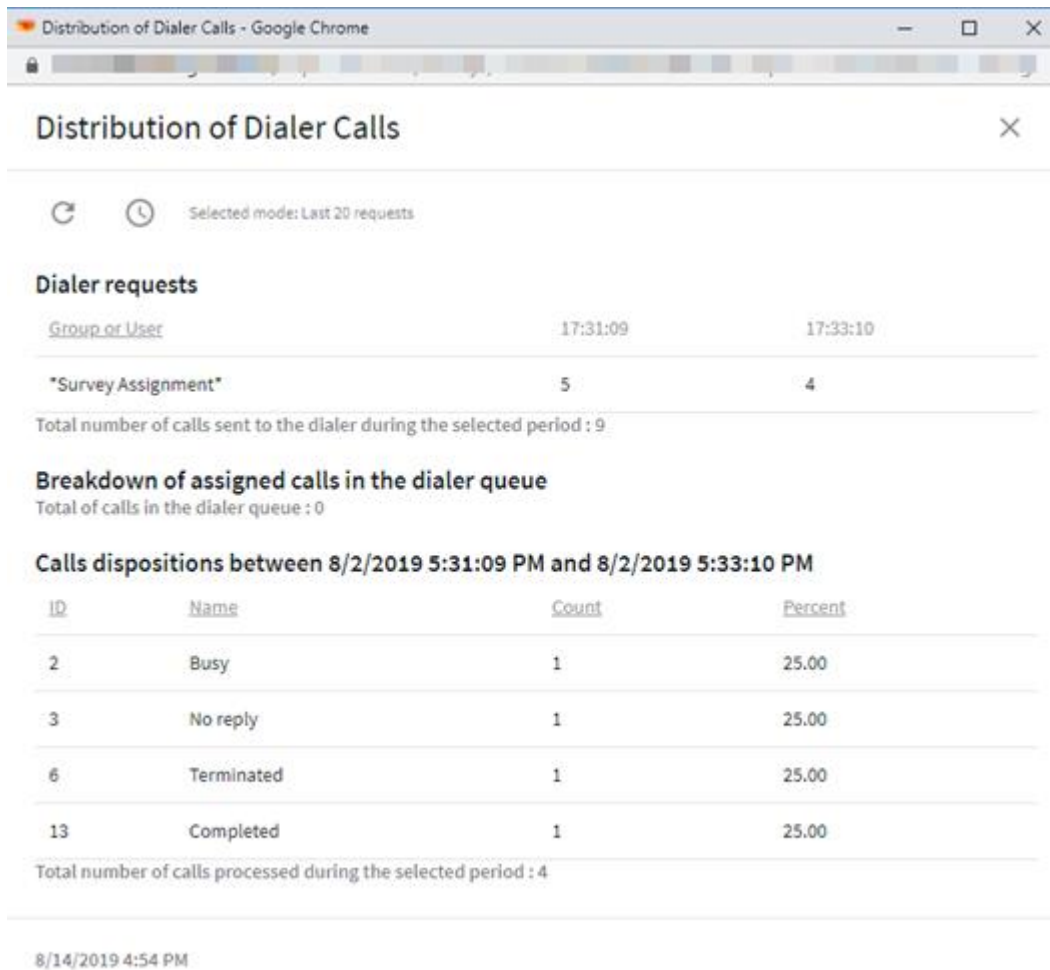 Distribution of Dialer Calls - Google Chrome
Distribution of Dialer Calls
Selected mode: Last 20 requests
Dialer requests
Group or User 17:31:09 17:33:10
*Survey Assignment* 5 4
Total number of calls sent to the dialer during the selected period : 9
Breakdown of assigned calls in the dialer queue
Total of calls in the dialer queue : 0
Calls dispositions between 8/2/2019 5:31:09 PM and 8/2/2019 5:33:10 PM
ID Name Count Percent
2 Busy 1 25.00
3 No reply 1 25.00
6 Terminated 1 25.00
13 Completed 1 25.00
Total number of calls processed during the selected period : 4
8/14/2019 4:54 PM